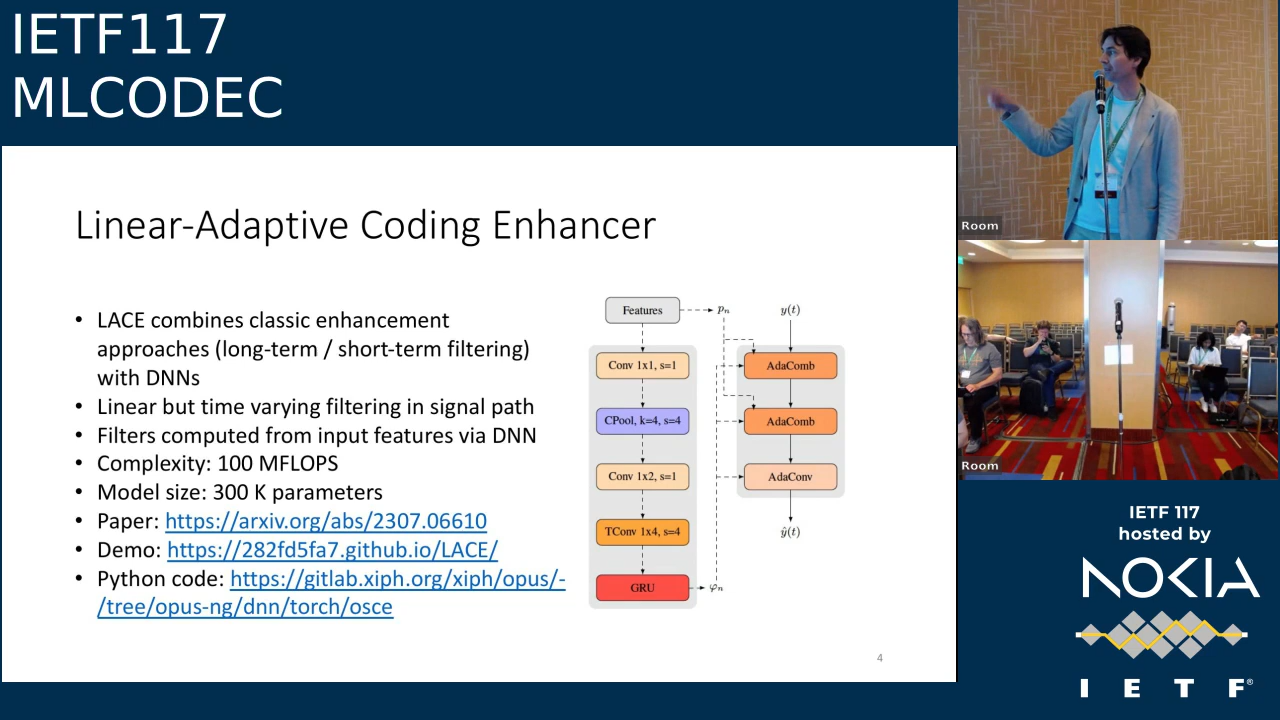 IETF117
MLCODEC
Linear-Adaptive Coding Enhancer
• LACE combines classic enhancement
approaches (long-term / short-term filtering)
with DNNs
• Linear but time varying filtering in signal path
• Filters computed from input features via DNN
• Complexity: 100 MFLOPS
• Model size: 300 K parameters
• Paper: https://arxiv.org/abs/2307.06610
• Demo: https://282fd5fa7.github.io/LACE/
• Python code: https://gitlab.xiph.org/xiph/opus/-
/tree/opus-ng/dnn/torch/osce
Features
pₙ
y(t)
Conv 1x1, s=1
AdaComb
CPool, k=4, s=4
AdaComb
Conv 1x2, s=1
AdaConv
TConv 1x4, s=4
ŷ(t)
GRU
φₙ
4
Room
Room
IETF 117
hosted by
NOKIA
I E T F®